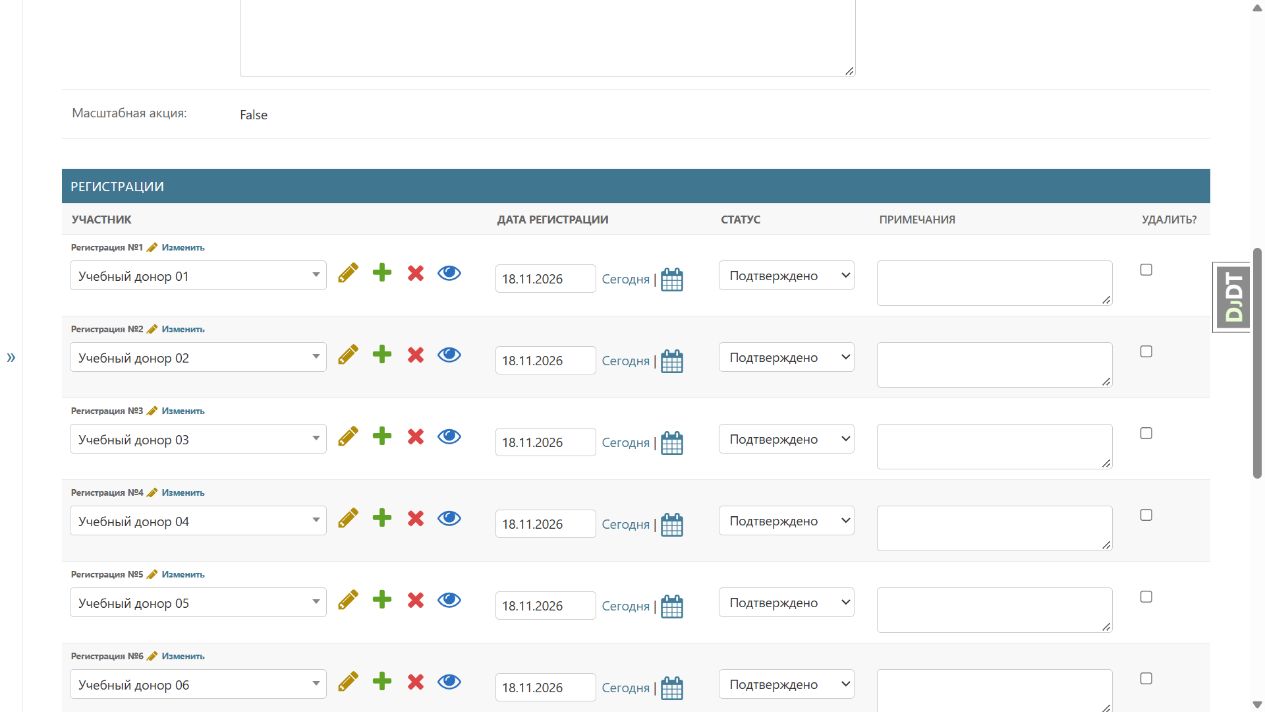 Масштабная акция: False
РЕГИСТРАЦИИ
УЧАСТНИК ДАТА РЕГИСТРАЦИИ СТАТУС ПРИМЕЧАНИЯ УДАЛИТЬ?
Регистрация №1 Изменить
Учебный донор 01 18.11.2026 Сегодня | Подтверждено
Регистрация №2 Изменить
Учебный донор 02 18.11.2026 Сегодня | Подтверждено
Регистрация №3 Изменить
Учебный донор 03 18.11.2026 Сегодня | Подтверждено
Регистрация №4 Изменить
Учебный донор 04 18.11.2026 Сегодня | Подтверждено
Регистрация №5 Изменить
Учебный донор 05 18.11.2026 Сегодня | Подтверждено
Регистрация №6 Изменить
Учебный донор 06 18.11.2026 Сегодня | Подтверждено
»
DJDT